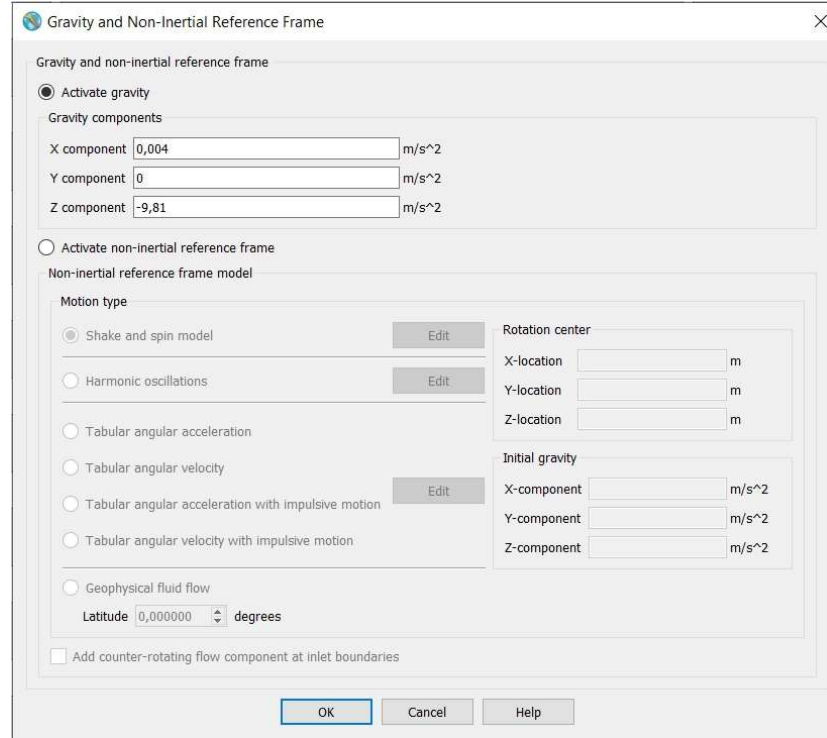 Gravity and Non-Inertial Reference Frame
Gravity and non-inertial reference frame
Activate gravity
Gravity components
X component 0,004 m/s^2
Y component 0 m/s^2
Z component -9,81 m/s^2
Activate non-inertial reference frame
Non-inertial reference frame model
Motion type
Shake and spin model Edit
Harmonic oscillations Edit
Tabular angular acceleration
Tabular angular velocity
Tabular angular acceleration with impulsive motion Edit
Tabular angular velocity with impulsive motion
Geophysical fluid flow
Latitude 0,000000 degrees
Rotation center
X-location m
Y-location m
Z-location m
Initial gravity
X-component m/s^2
Y-component m/s^2
Z-component m/s^2
Add counter-rotating flow component at inlet boundaries
OK Cancel Help